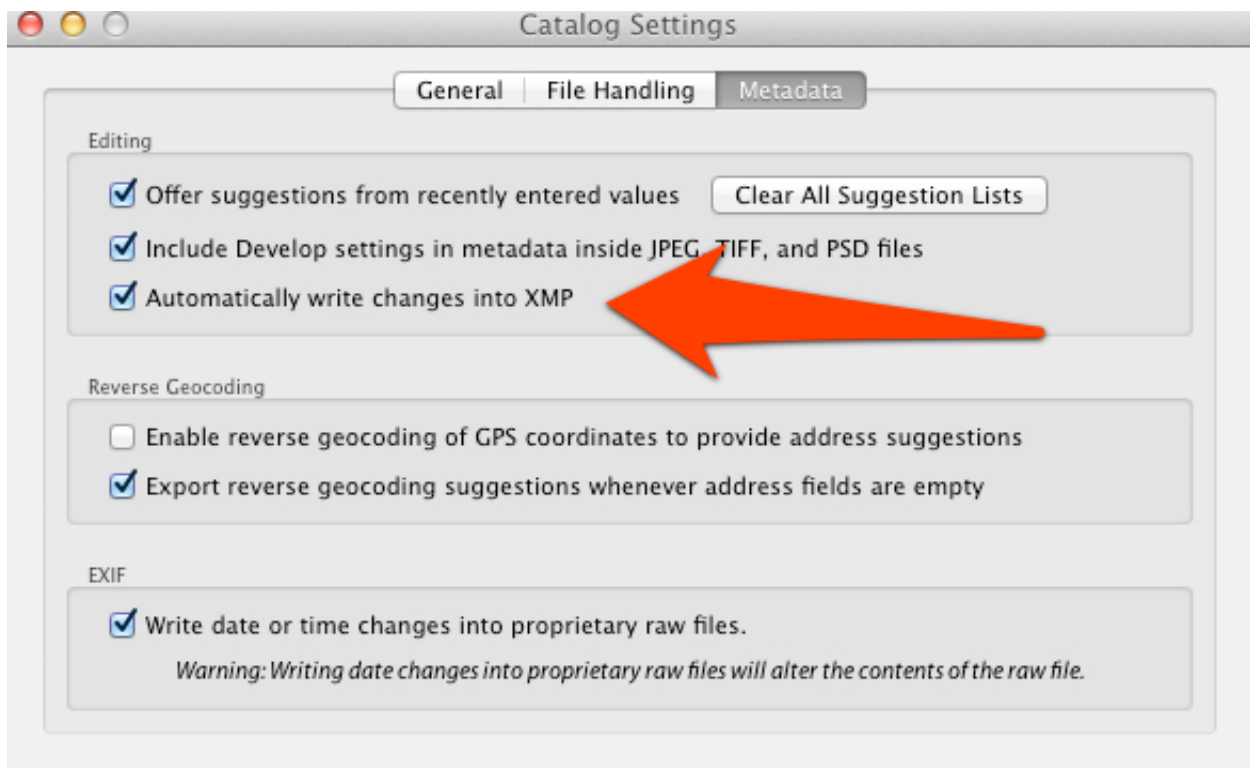 Catalog Settings
General File Handling Metadata
Editing
Offer suggestions from recently entered values Clear All Suggestion Lists
Include Develop settings in metadata inside JPEG, TIFF, and PSD files
Automatically write changes into XMP
Reverse Geocoding
Enable reverse geocoding of GPS coordinates to provide address suggestions
Export reverse geocoding suggestions whenever address fields are empty
EXIF
Write date or time changes into proprietary raw files.
Warning: Writing date changes into proprietary raw files will alter the contents of the raw file.